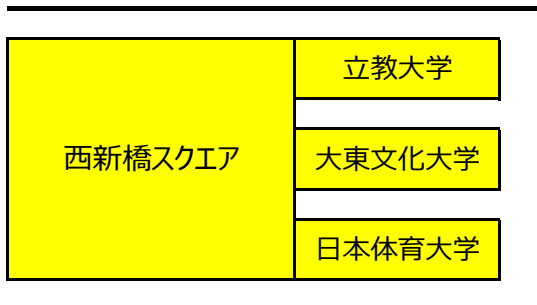 立教大学
西新橋スクエア
大東文化大学
日本体育大学